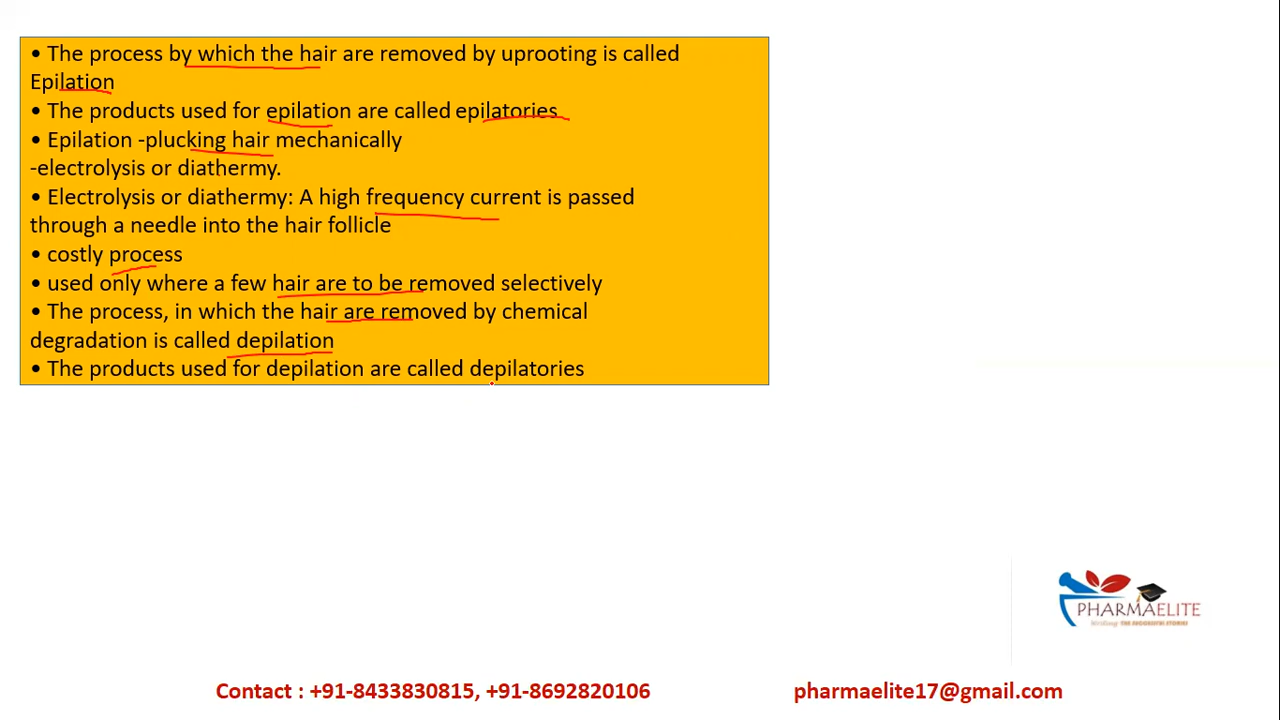 • The process by which the hair are removed by uprooting is called
Epilation
• The products used for epilation are called epilatories
• Epilation -plucking hair mechanically
-electrolysis or diathermy.
• Electrolysis or diathermy: A high frequency current is passed
through a needle into the hair follicle
• costly process
• used only where a few hair are to be removed selectively
• The process, in which the hair are removed by chemical
degradation is called depilation
• The products used for depilation are called depilatories
PHARMAELITE
THE SUCCESSFUL STORIES
Contact : +91-8433830815, +91-8692820106
pharmaelite17@gmail.com